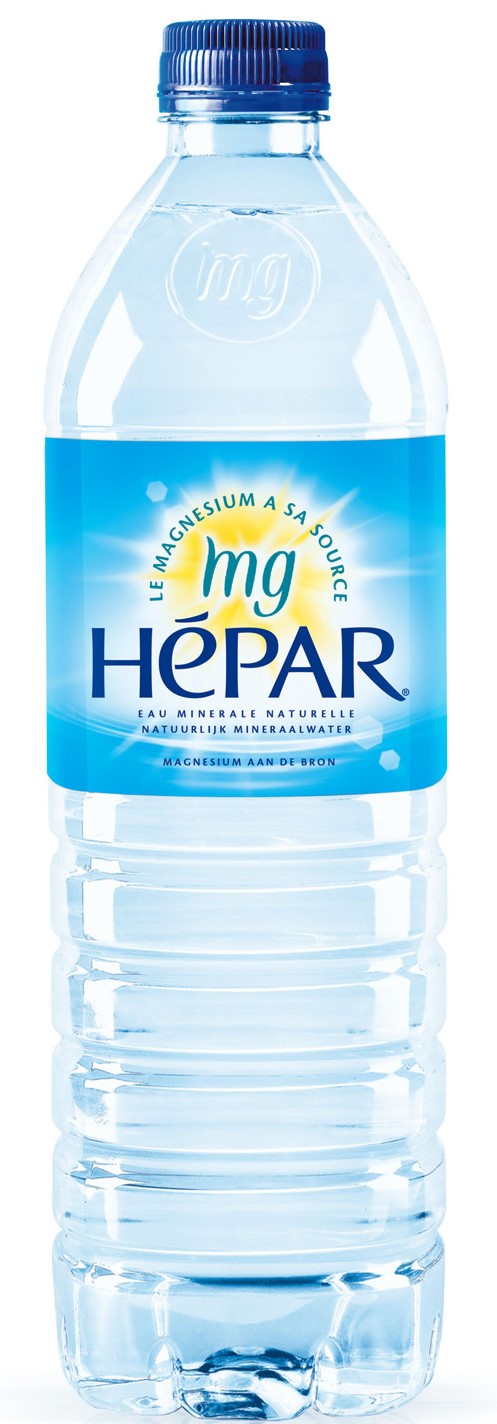 mg
LE MAGNESIUM A SA SOURCE
mg
HÉPAR®
EAU MINERALE NATURELLE
NATUURLIJK MINERAALWATER
MAGNESIUM AAN DE BRON